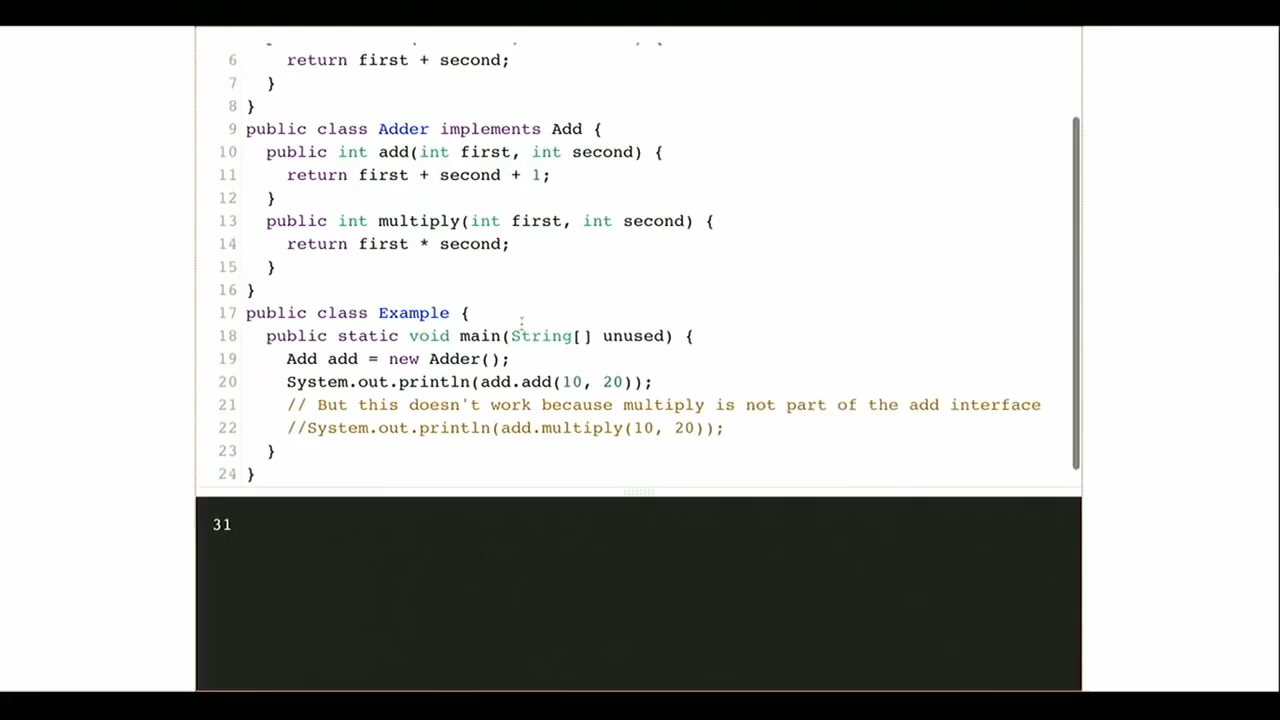 6 return first + second;
7 }
8 }
9 public class Adder implements Add {
10 public int add(int first, int second) {
11 return first + second + 1;
12 }
13 public int multiply(int first, int second) {
14 return first * second;
15 }
16 }
17 public class Example {
18 public static void main(String[] unused) {
19 Add add = new Adder();
20 System.out.println(add.add(10, 20));
21 // But this doesn't work because multiply is not part of the add interface
22 //System.out.println(add.multiply(10, 20));
23 }
24 }
31